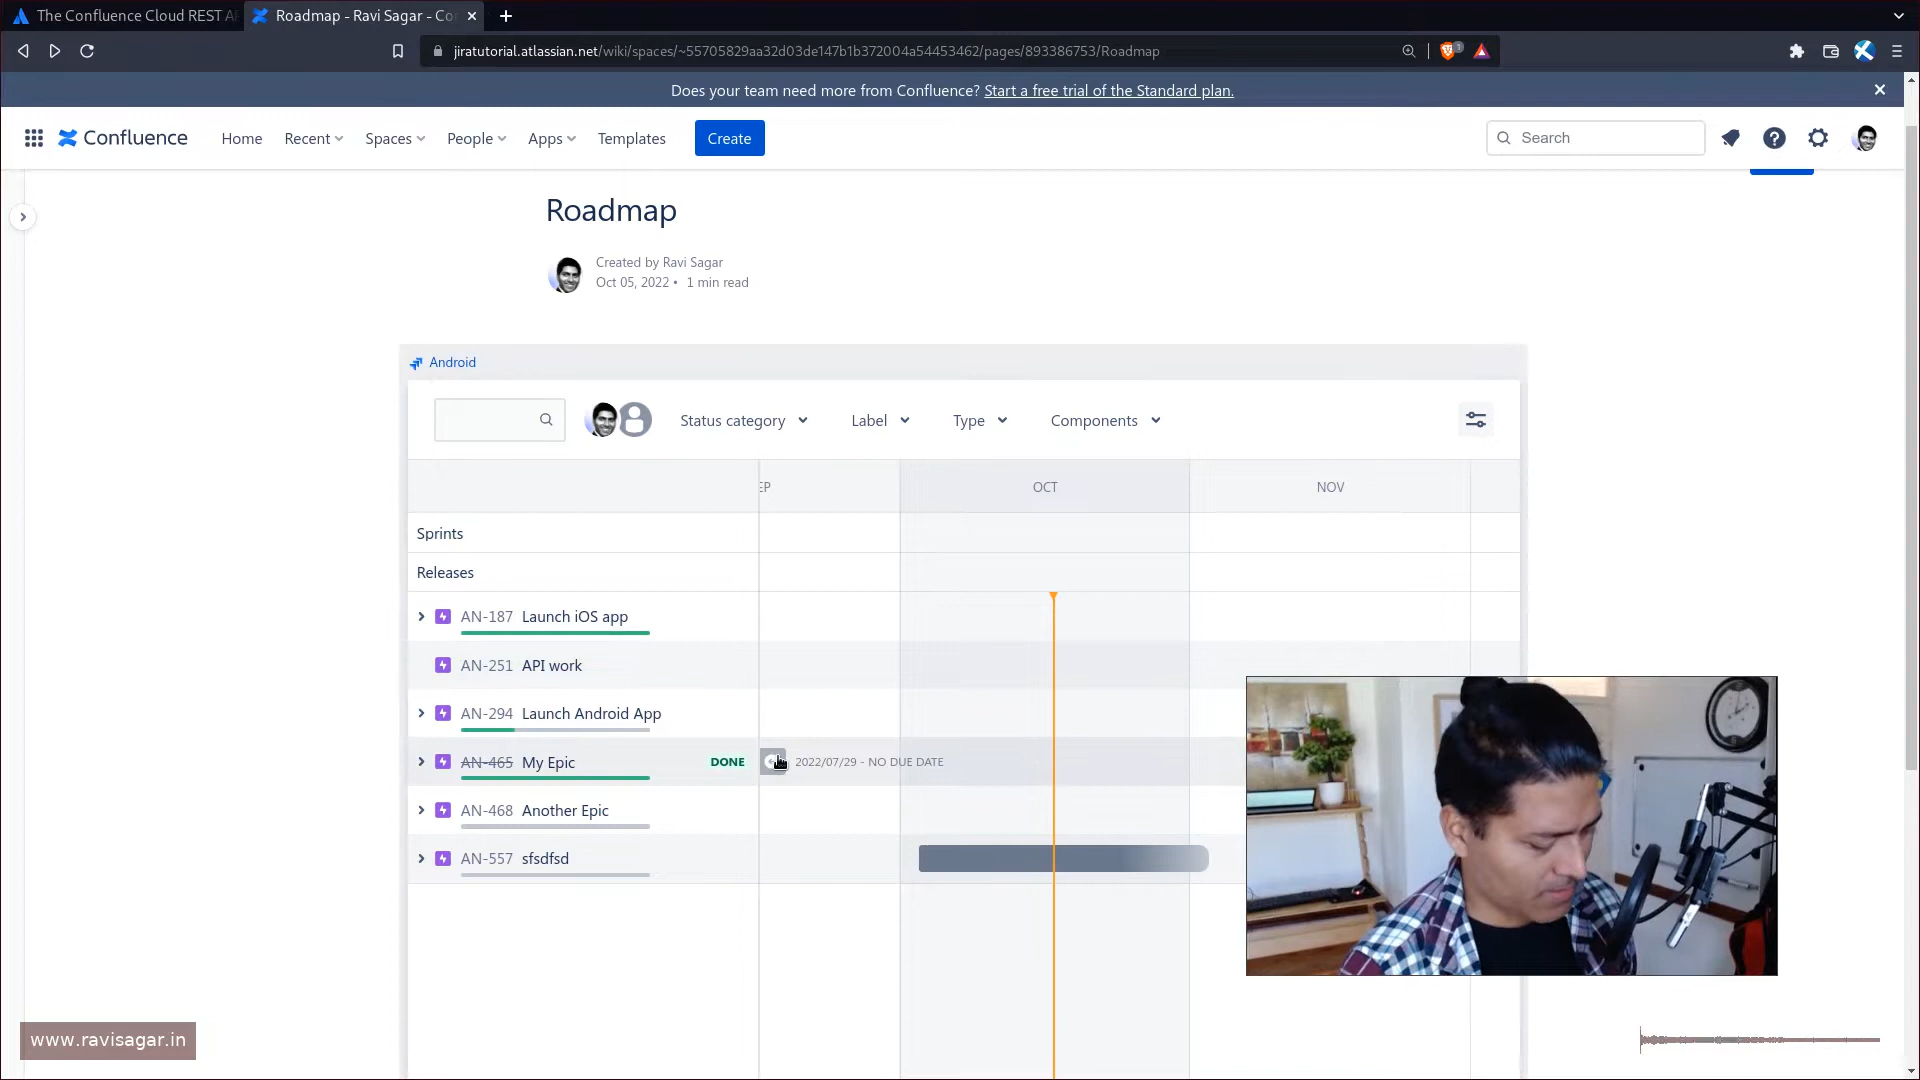 The Confluence Cloud REST A
Roadmap - Ravi Sagar - Co
jiratutorial.atlassian.net/wiki/spaces/~55705829aa32d03de147b1b372004a54453462/pages/893386753/Roadmap
1
Does your team need more from Confluence? Start a free trial of the Standard plan.
Confluence
Home
Recent
Spaces
People
Apps
Templates
Create
Search
Roadmap
Created by Ravi Sagar
Oct 05, 2022 • 1 min read
Android
Status category
Label
Type
Components
EP
OCT
NOV
Sprints
Releases
AN-187 Launch iOS app
AN-251 API work
AN-294 Launch Android App
AN-465 My Epic DONE 2022/07/29 - NO DUE DATE
AN-468 Another Epic
AN-557 sfsdfsd
www.ravisagar.in